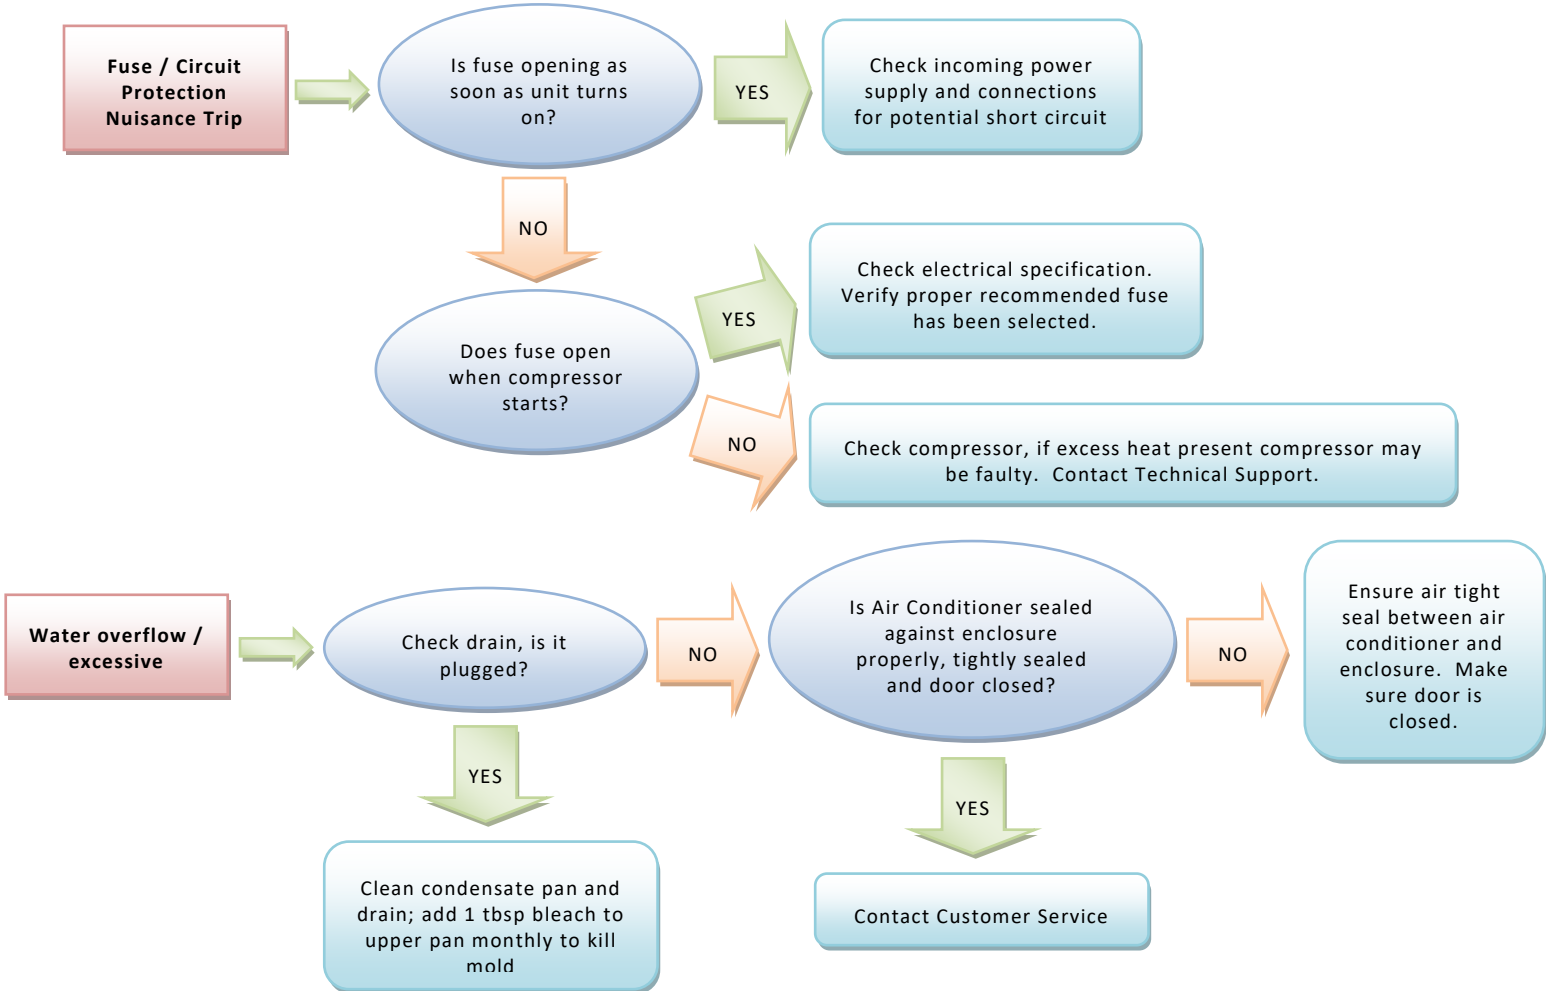 Fuse / Circuit
Protection
Nuisance Trip
Is fuse opening as
soon as unit turns
on?
YES
Check incoming power
supply and connections
for potential short circuit
NO
Does fuse open
when compressor
starts?
YES
Check electrical specification.
Verify proper recommended fuse
has been selected.
NO
Check compressor, if excess heat present compressor may
be faulty.  Contact Technical Support.
Water overflow /
excessive
Check drain, is it
plugged?
NO
Is Air Conditioner sealed
against enclosure
properly, tightly sealed
and door closed?
NO
Ensure air tight
seal between air
conditioner and
enclosure.  Make
sure door is
closed.
YES
Clean condensate pan and
drain; add 1 tbsp bleach to
upper pan monthly to kill
mold
YES
Contact Customer Service